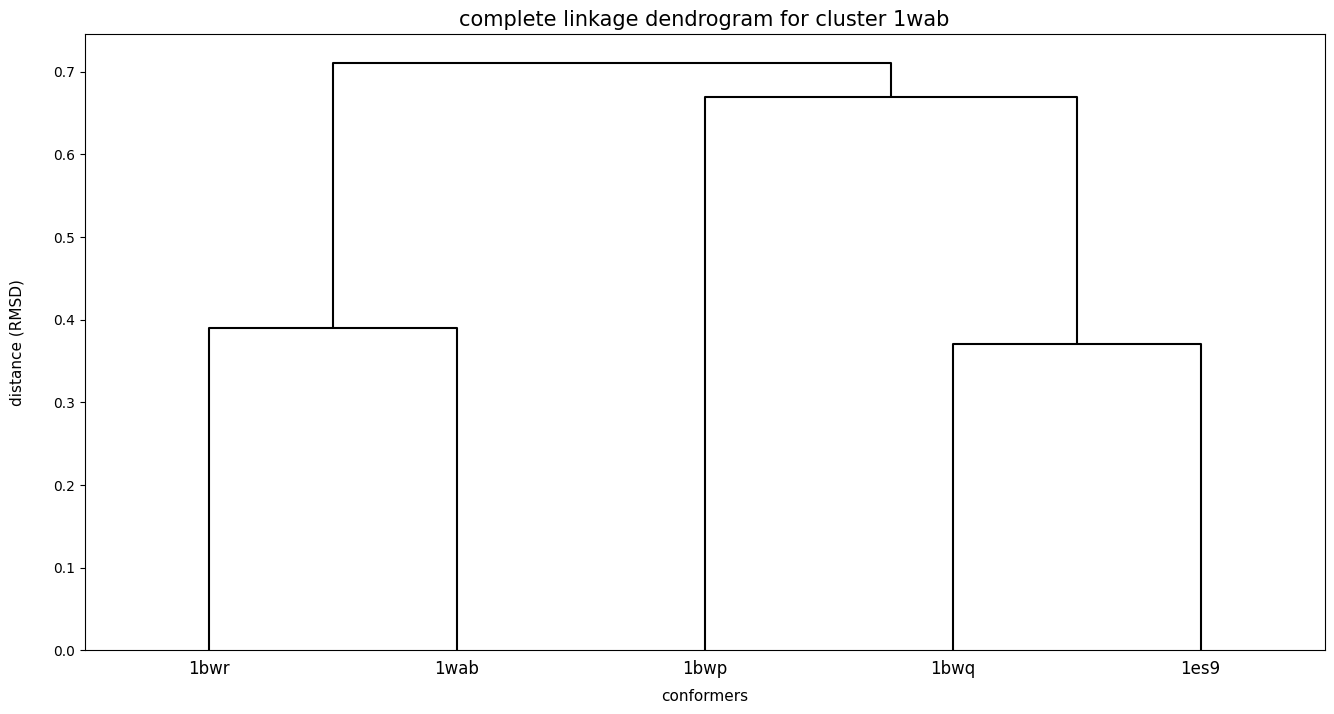 complete linkage dendrogram for cluster 1wab
0.7
0.6
0.5
0.4
0.3
0.2
0.1
0.0
distance (RMSD)
1bwr 1wab 1bwp 1bwq 1es9
conformers